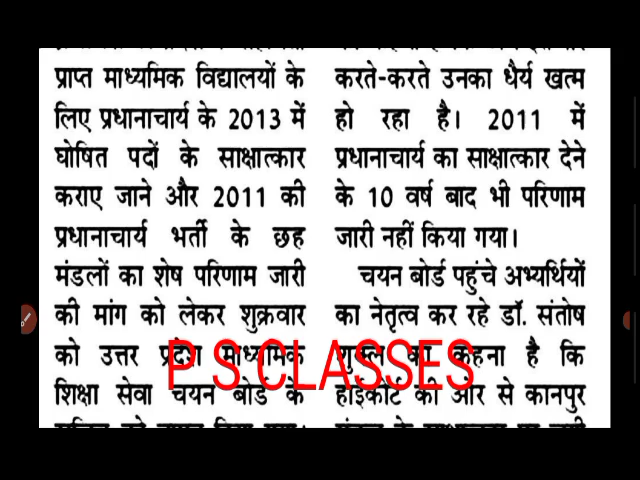 प्राप्त माध्यमिक विद्यालयों के
लिए प्रधानाचार्य के 2013 में
घोषित पदों के साक्षात्कार
कराए जाने और 2011 की
प्रधानाचार्य भर्ती के छह
मंडलों का शेष परिणाम जारी
की मांग को लेकर शुक्रवार
को उत्तर प्रदेश माध्यमिक
शिक्षा सेवा चयन बोर्ड के
करते-करते उनका धैर्य खत्म
हो रहा है। 2011 में
प्रधानाचार्य का साक्षात्कार देने
के 10 वर्ष बाद भी परिणाम
जारी नहीं किया गया।
चयन बोर्ड पहुंचे अभ्यर्थियों
का नेतृत्व कर रहे डॉ. संतोष
शुक्ल का कहना है कि
हाईकोर्ट की ओर से कानपुर
P S CLASSES